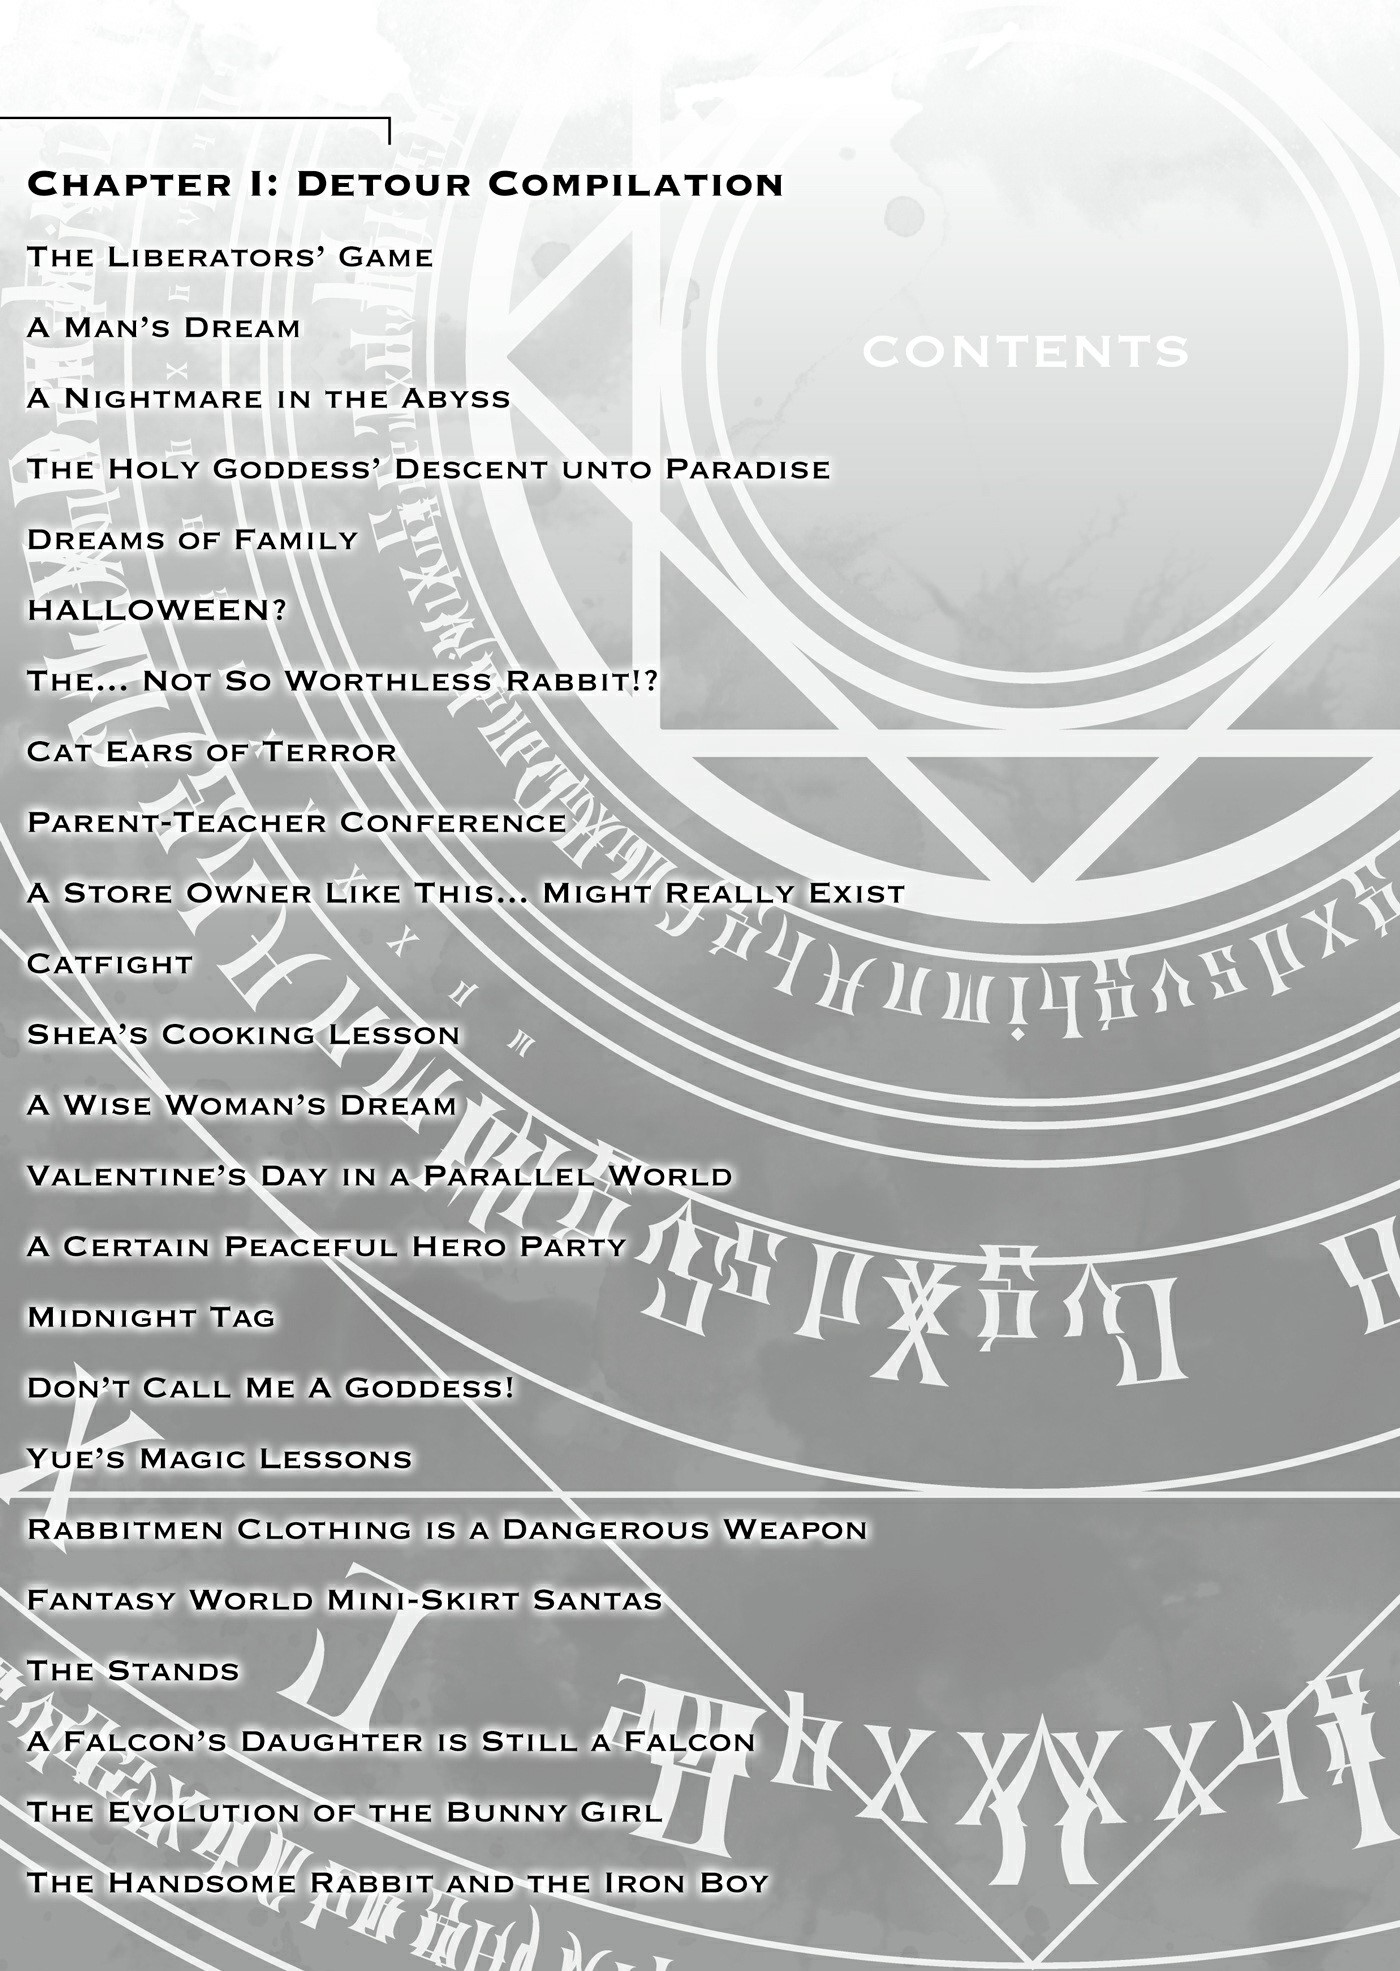 Chapter I: Detour Compilation
CONTENTS
The Liberators’ Game
A Man’s Dream
A Nightmare in the Abyss
The Holy Goddess’ Descent unto Paradise
Dreams of Family
HALLOWEEN?
The... Not So Worthless Rabbit!?
Cat Ears of Terror
Parent-Teacher Conference
A Store Owner Like This... Might Really Exist
Catfight
Shea’s Cooking Lesson
A Wise Woman’s Dream
Valentine’s Day in a Parallel World
A Certain Peaceful Hero Party
Midnight Tag
Don’t Call Me A Goddess!
Yue’s Magic Lessons
Rabbitmen Clothing is a Dangerous Weapon
Fantasy World Mini-Skirt Santas
The Stands
A Falcon’s Daughter is Still a Falcon
The Evolution of the Bunny Girl
The Handsome Rabbit and the Iron Boy